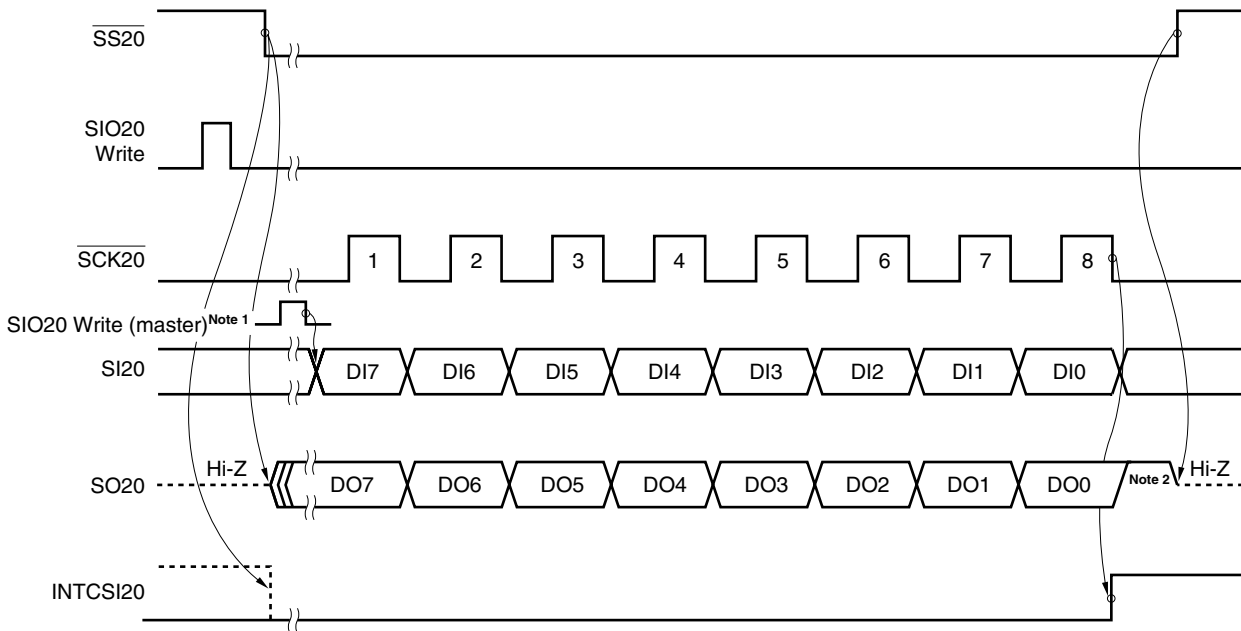 SS20
SIO20
Write
SCK20
1 2 3 4 5 6 7 8
SIO20 Write (master)Note 1
SI20
DI7 DI6 DI5 DI4 DI3 DI2 DI1 DI0
Hi-Z
SO20
DO7 DO6 DO5 DO4 DO3 DO2 DO1 DO0
Note 2
Hi-Z
INTCSI20